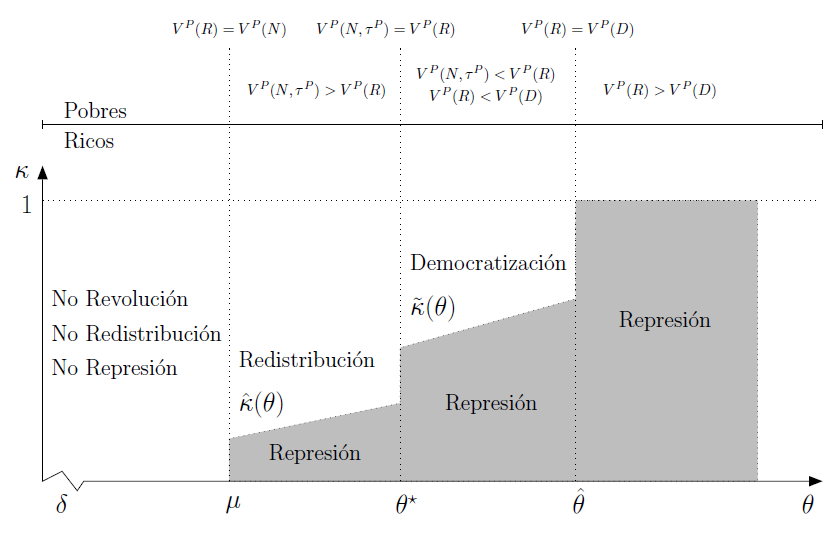 V^P(R) = V^P(N) V^P(N, τ^P) = V^P(R) V^P(R) = V^P(D)
V^P(N, τ^P) > V^P(R)
V^P(N, τ^P) < V^P(R)
V^P(R) < V^P(D)
V^P(R) > V^P(D)
Pobres
Ricos
κ
1
No Revolución
No Redistribución
No Represión
Redistribución
κ̂(θ)
Represión
Democratización
κ̃(θ)
Represión
Represión
δ μ θ⋆ θ̂ θ